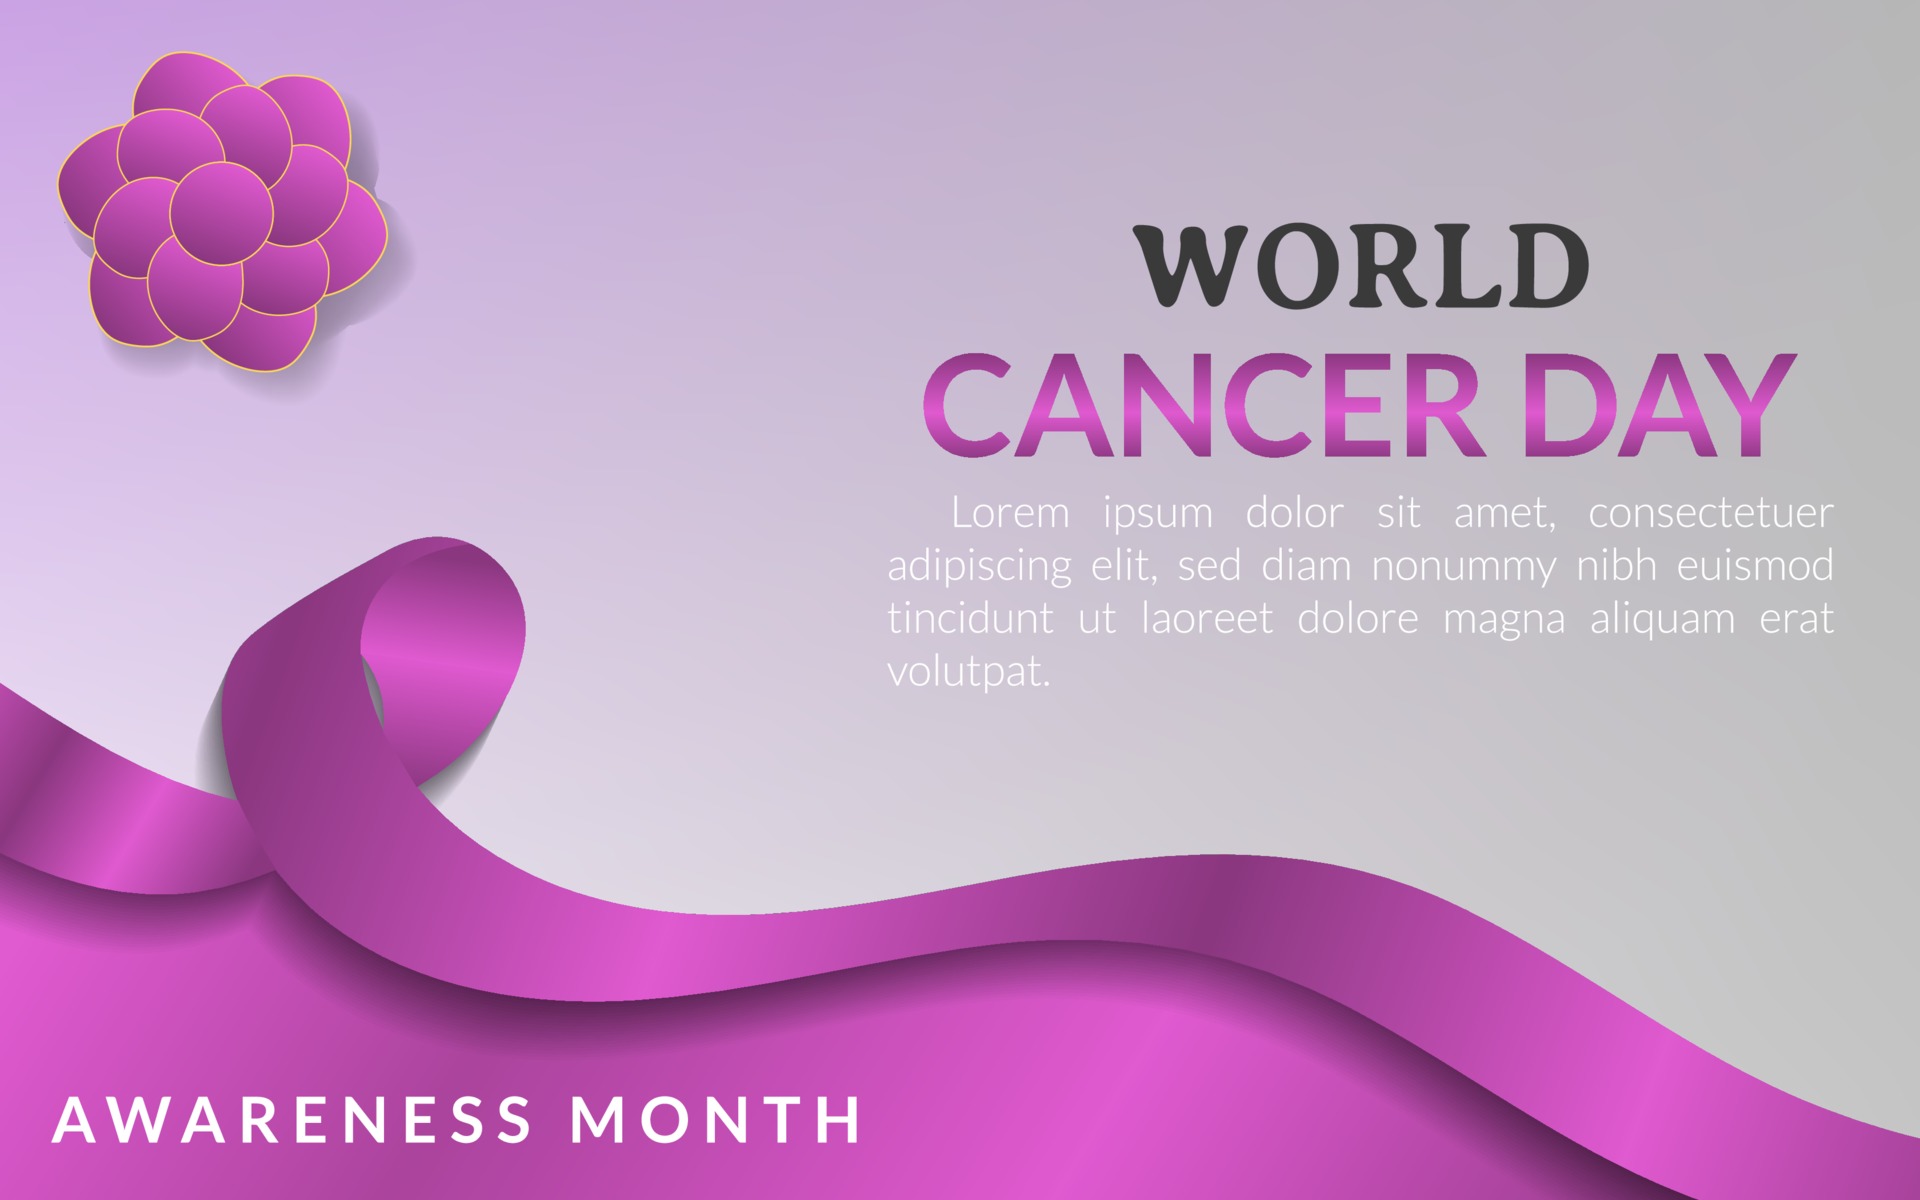 WORLD
CANCER DAY
Lorem ipsum dolor sit amet, consectetuer
adipiscing elit, sed diam nonummy nibh euismod
tincidunt ut laoreet dolore magna aliquam erat
volutpat.
AWARENESS MONTH